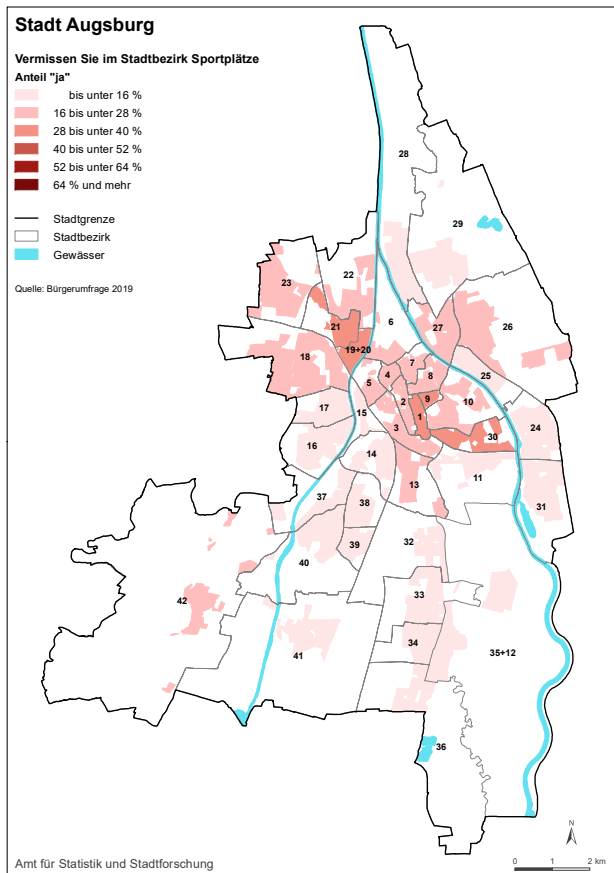 Stadt Augsburg
Vermissen Sie im Stadtbezirk Sportplätze
Anteil "ja"
bis unter 16 %
16 bis unter 28 %
28 bis unter 40 %
40 bis unter 52 %
52 bis unter 64 %
64 % und mehr
Stadtgrenze
Stadtbezirk
Gewässer
Quelle: Bürgerumfrage 2019
28
29
22
23
6
21
27
26
19+20
18
7
4
8
25
5
9
10
2
17
15
1
3
30
24
16
14
11
13
31
37
38
32
39
40
33
42
34
41
35+12
36
N
0 1 2 km
Amt für Statistik und Stadtforschung